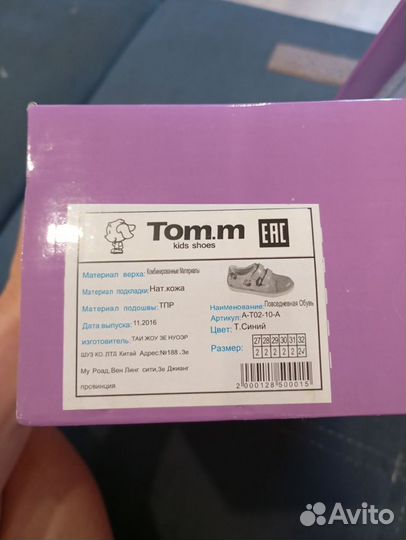 Tom.m
kids shoes
EAC
Материал верха: Комбинированные Материалы
Материал подкладки: Нат.кожа
Материал подошвы: ТПР
Дата выпуска: 11.2016
изготовитель: ТАИ ЖОУ ЗЕ НУОЭР
ШУЗ КО.ЛТД Китай Адрес:№188 .Зе
Му Роад,Вен Линг сити,Зе Джианг
провинция
Наименование: Повседневная Обувь
Артикул: A-T02-10-A
Цвет: Т.Синий
Размер:
27 28 29 30 31 32
2 2 2 2 2 2
2000128500015
Avito